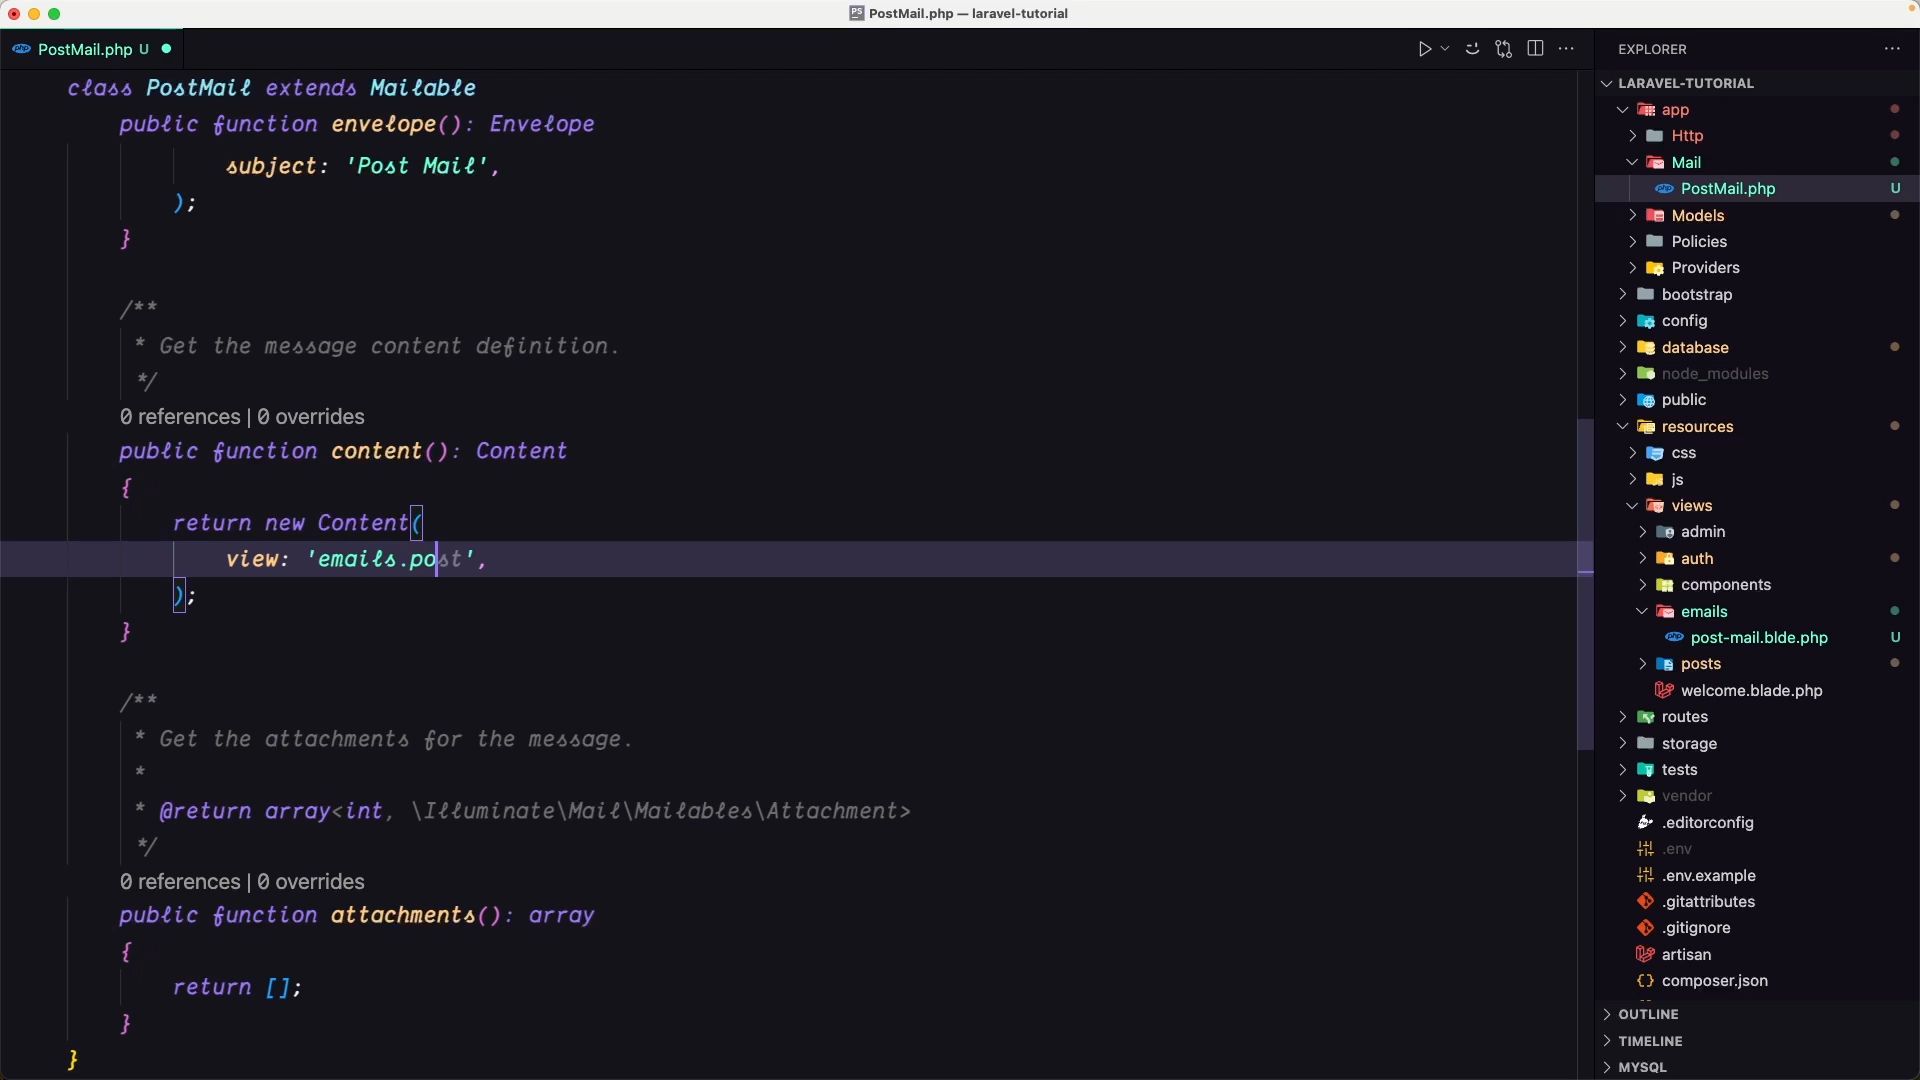 PostMail.php — laravel-tutorial
PostMail.php U
class PostMail extends Mailable
public function envelope(): Envelope
subject: 'Post Mail',
);
}
/**
* Get the message content definition.
*/
0 references | 0 overrides
public function content(): Content
{
return new Content(
view: 'emails.post',
);
}
/**
* Get the attachments for the message.
*
* @return array<int, \Illuminate\Mail\Mailables\Attachment>
*/
0 references | 0 overrides
public function attachments(): array
{
return [];
}
}
EXPLORER
LARAVEL-TUTORIAL
app
Http
Mail
php PostMail.php U
Models
Policies
Providers
bootstrap
config
database
node_modules
public
resources
css
js
views
admin
auth
components
emails
php post-mail.blde.php U
posts
welcome.blade.php
routes
storage
tests
vendor
.editorconfig
.env
.env.example
.gitattributes
.gitignore
artisan
{} composer.json
OUTLINE
TIMELINE
MYSQL